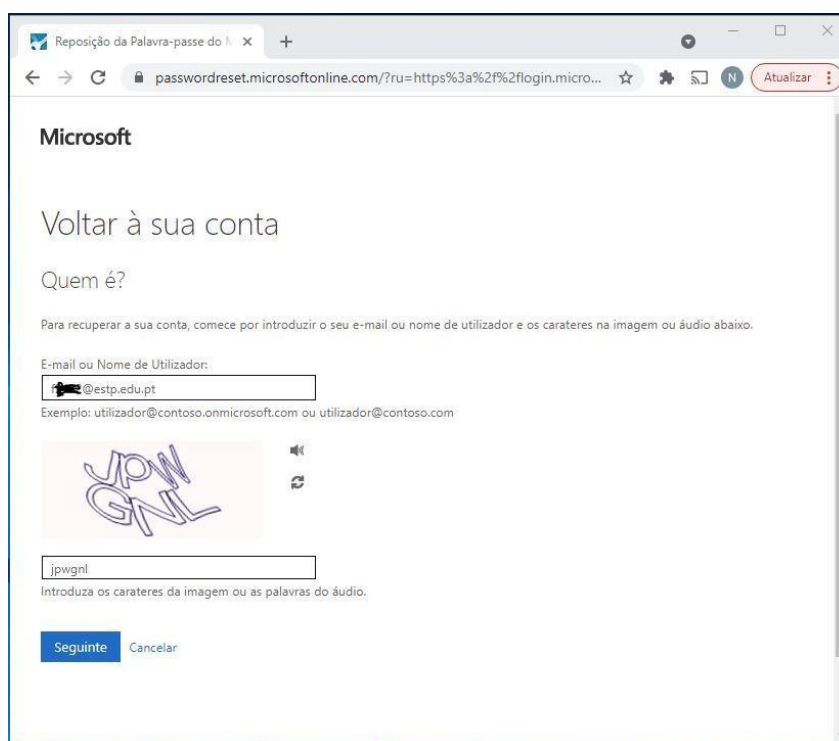 Reposição da Palavra-passe do
Atualizar
passwordreset.microsoftonline.com/?ru=https%3a%2f%2flogin.micro...
N
Microsoft
Voltar à sua conta
Quem é?
Para recuperar a sua conta, comece por introduzir o seu e-mail ou nome de utilizador e os carateres na imagem ou áudio abaixo.
E-mail ou Nome de Utilizador:
@estp.edu.pt
Exemplo: utilizador@contoso.onmicrosoft.com ou utilizador@contoso.com
JPW
GNL
jpwgnl
Introduza os carateres da imagem ou as palavras do áudio.
Seguinte Cancelar